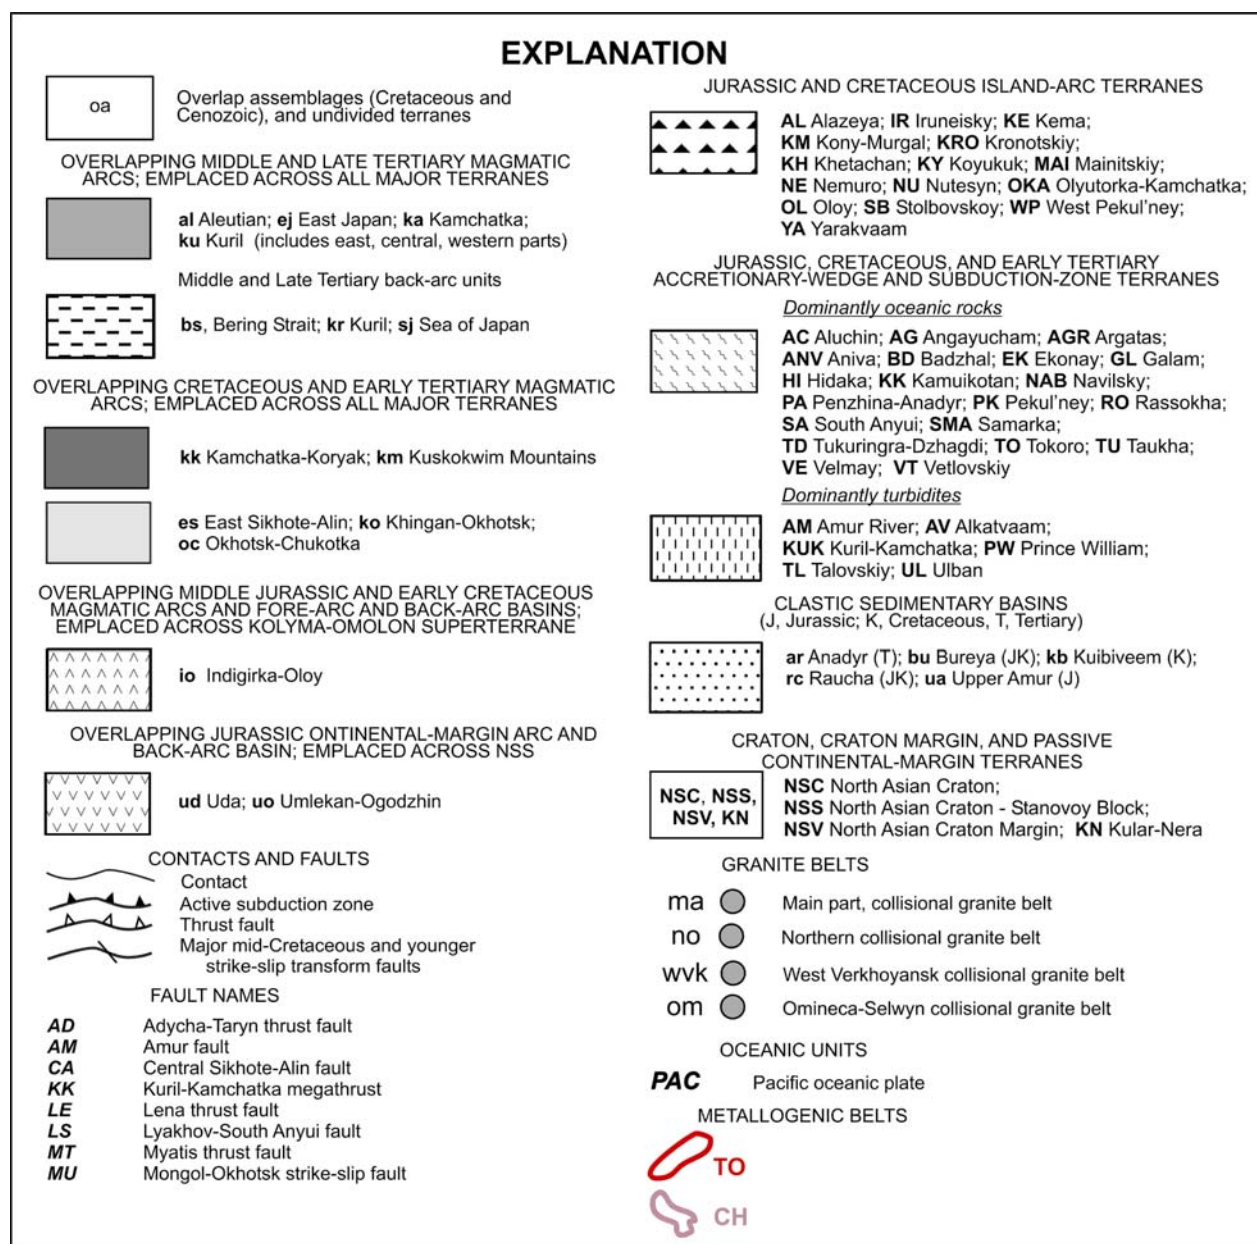 EXPLANATION
oa
Overlap assemblages (Cretaceous and
Cenozoic), and undivided terranes
OVERLAPPING MIDDLE AND LATE TERTIARY MAGMATIC
ARCS; EMPLACED ACROSS ALL MAJOR TERRANES
al Aleutian; ej East Japan; ka Kamchatka;
ku Kuril (includes east, central, western parts)
Middle and Late Tertiary back-arc units
bs, Bering Strait; kr Kuril; sj Sea of Japan
OVERLAPPING CRETACEOUS AND EARLY TERTIARY MAGMATIC
ARCS; EMPLACED ACROSS ALL MAJOR TERRANES
kk Kamchatka-Koryak; km Kuskokwim Mountains
es East Sikhote-Alin; ko Khingan-Okhotsk;
oc Okhotsk-Chukotka
OVERLAPPING MIDDLE JURASSIC AND EARLY CRETACEOUS
MAGMATIC ARCS AND FORE-ARC AND BACK-ARC BASINS;
EMPLACED ACROSS KOLYMA-OMOLON SUPERTERRANE
io Indigirka-Oloy
OVERLAPPING JURASSIC ONTINENTAL-MARGIN ARC AND
BACK-ARC BASIN; EMPLACED ACROSS NSS
ud Uda; uo Umlekan-Ogodzhin
CONTACTS AND FAULTS
Contact
Active subduction zone
Thrust fault
Major mid-Cretaceous and younger
strike-slip transform faults
FAULT NAMES
AD Adycha-Taryn thrust fault
AM Amur fault
CA Central Sikhote-Alin fault
KK Kuril-Kamchatka megathrust
LE Lena thrust fault
LS Lyakhov-South Anyui fault
MT Myatis thrust fault
MU Mongol-Okhotsk strike-slip fault
JURASSIC AND CRETACEOUS ISLAND-ARC TERRANES
AL Alazeya; IR Iruneisky; KE Kema;
KM Kony-Murgal; KRO Kronotskiy;
KH Khetachan; KY Koyukuk; MAI Mainitskiy;
NE Nemuro; NU Nutesyn; OKA Olyutorka-Kamchatka;
OL Oloy; SB Stolbovskoy; WP West Pekul'ney;
YA Yarakvaam
JURASSIC, CRETACEOUS, AND EARLY TERTIARY
ACCRETIONARY-WEDGE AND SUBDUCTION-ZONE TERRANES
Dominantly oceanic rocks
AC Aluchin; AG Angayucham; AGR Argatas;
ANV Aniva; BD Badzhal; EK Ekonay; GL Galam;
HI Hidaka; KK Kamuikotan; NAB Navilsky;
PA Penzhina-Anadyr; PK Pekul'ney; RO Rassokha;
SA South Anyui; SMA Samarka;
TD Tukuringra-Dzhagdi; TO Tokoro; TU Taukha;
VE Velmay; VT Vetlovskiy
Dominantly turbidites
AM Amur River; AV Alkatvaam;
KUK Kuril-Kamchatka; PW Prince William;
TL Talovskiy; UL Ulban
CLASTIC SEDIMENTARY BASINS
(J, Jurassic; K, Cretaceous, T, Tertiary)
ar Anadyr (T); bu Bureya (JK); kb Kuibiveem (K);
rc Raucha (JK); ua Upper Amur (J)
CRATON, CRATON MARGIN, AND PASSIVE
CONTINENTAL-MARGIN TERRANES
NSC, NSS,
NSV, KN
NSC North Asian Craton;
NSS North Asian Craton - Stanovoy Block;
NSV North Asian Craton Margin; KN Kular-Nera
GRANITE BELTS
ma Main part, collisional granite belt
no Northern collisional granite belt
wvk West Verkhoyansk collisional granite belt
om Omineca-Selwyn collisional granite belt
OCEANIC UNITS
PAC Pacific oceanic plate
METALLOGENIC BELTS
TO
CH